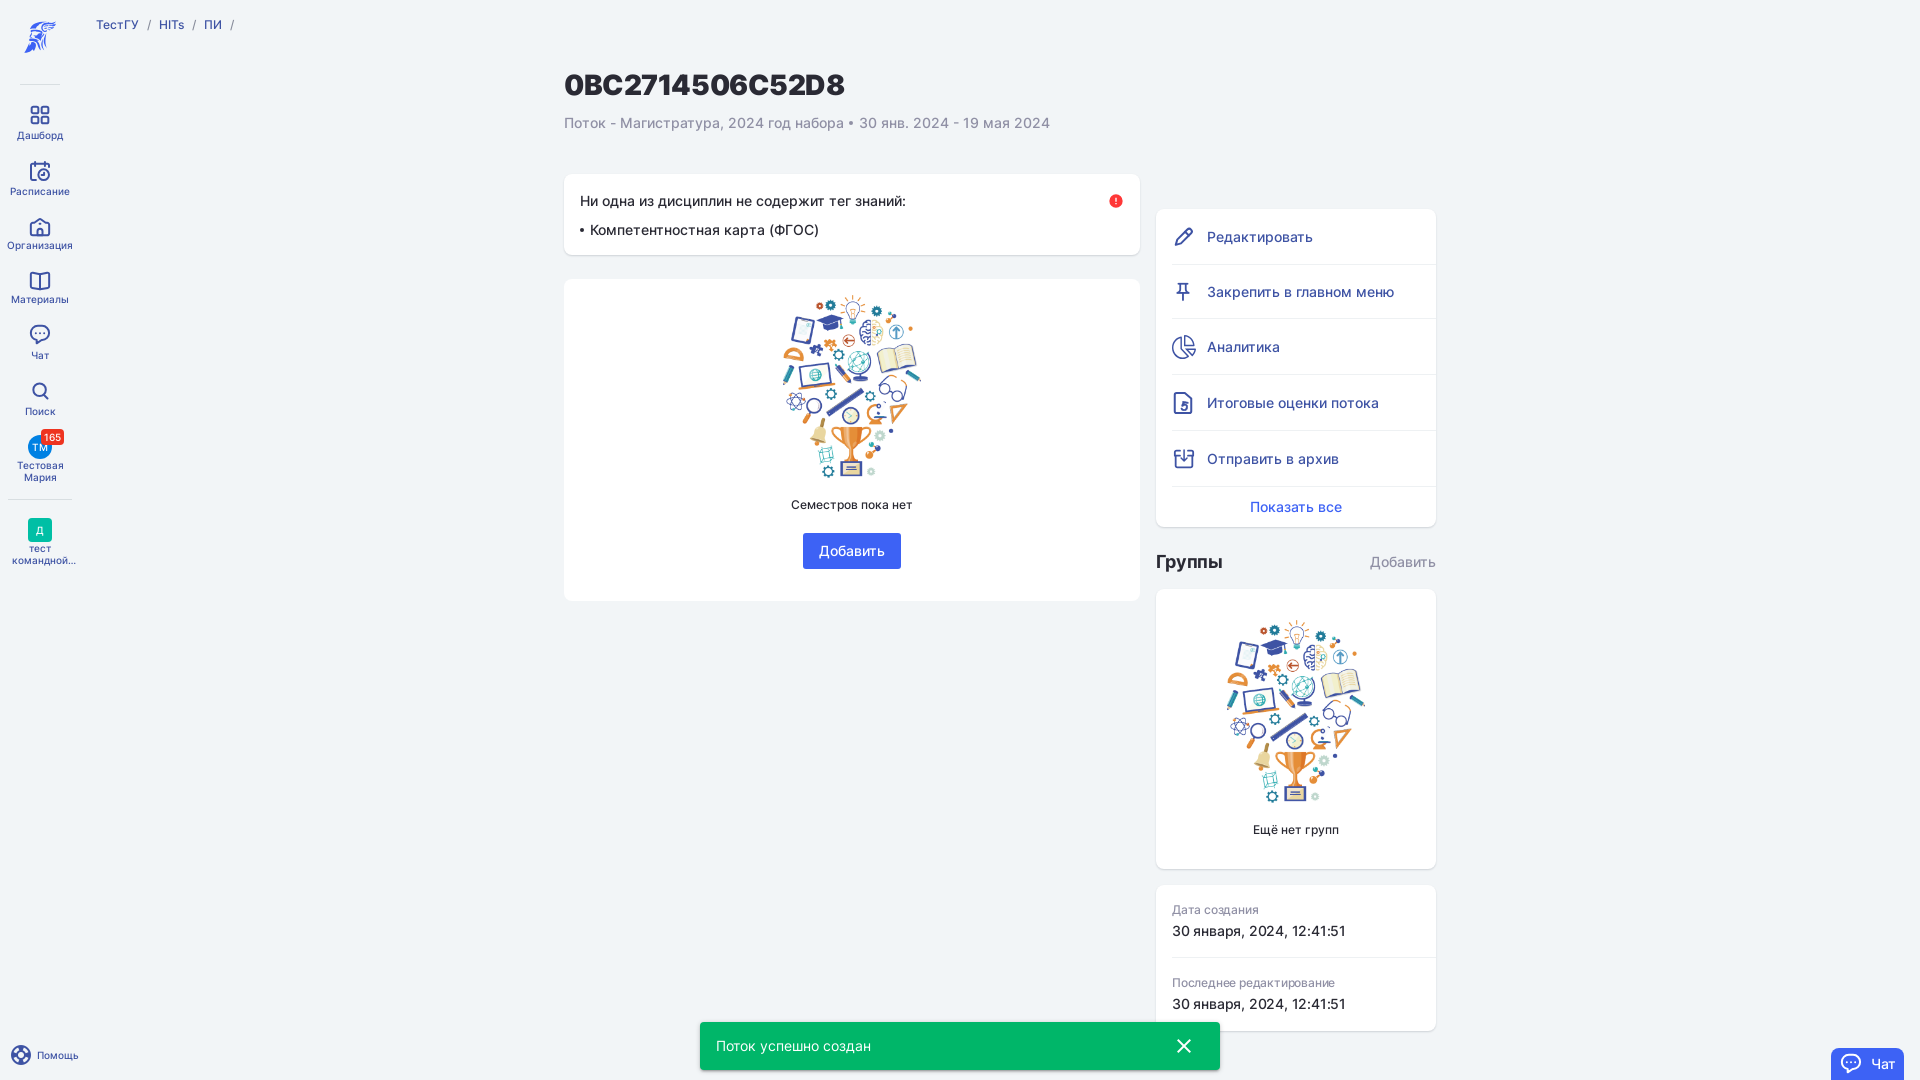 ТестГУ / HITs / ПИ /
Дашборд
Расписание
Организация
Материалы
Чат
Поиск
165
ТМ
Тестовая
Мария
Д
тест
командной...
Помощь
0BC2714506C52D8
Поток - Магистратура, 2024 год набора • 30 янв. 2024 - 19 мая 2024
Ни одна из дисциплин не содержит тег знаний:
• Компетентностная карта (ФГОС)
Семестров пока нет
Добавить
Редактировать
Закрепить в главном меню
Аналитика
Итоговые оценки потока
Отправить в архив
Показать все
Группы
Добавить
Ещё нет групп
Дата создания
30 января, 2024, 12:41:51
Последнее редактирование
30 января, 2024, 12:41:51
Поток успешно создан
Чат